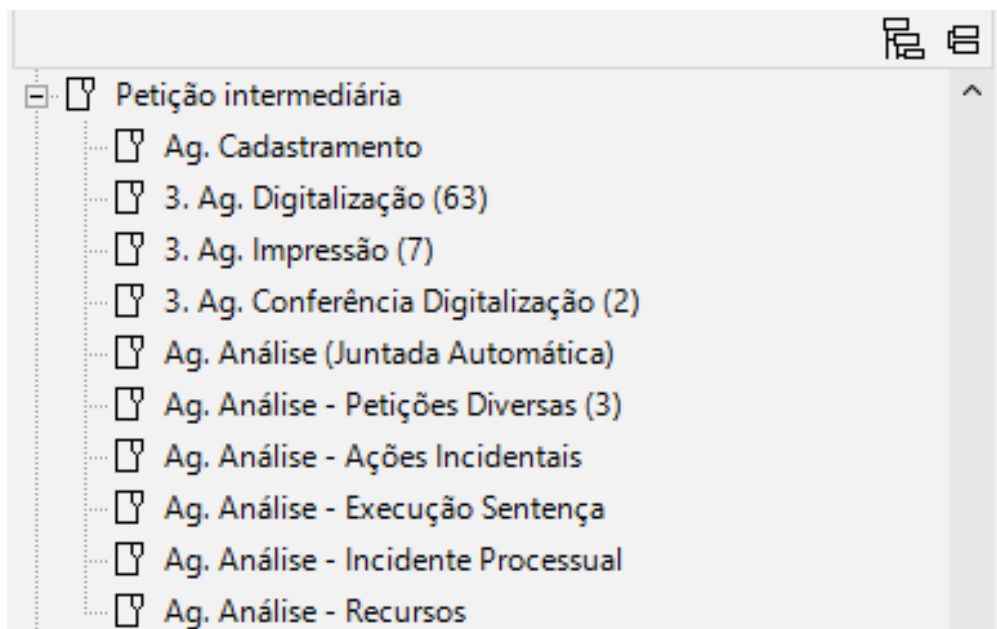 Petição intermediária
Ag. Cadastramento
3. Ag. Digitalização (63)
3. Ag. Impressão (7)
3. Ag. Conferência Digitalização (2)
Ag. Análise (Juntada Automática)
Ag. Análise - Petições Diversas (3)
Ag. Análise - Ações Incidentais
Ag. Análise - Execução Sentença
Ag. Análise - Incidente Processual
Ag. Análise - Recursos